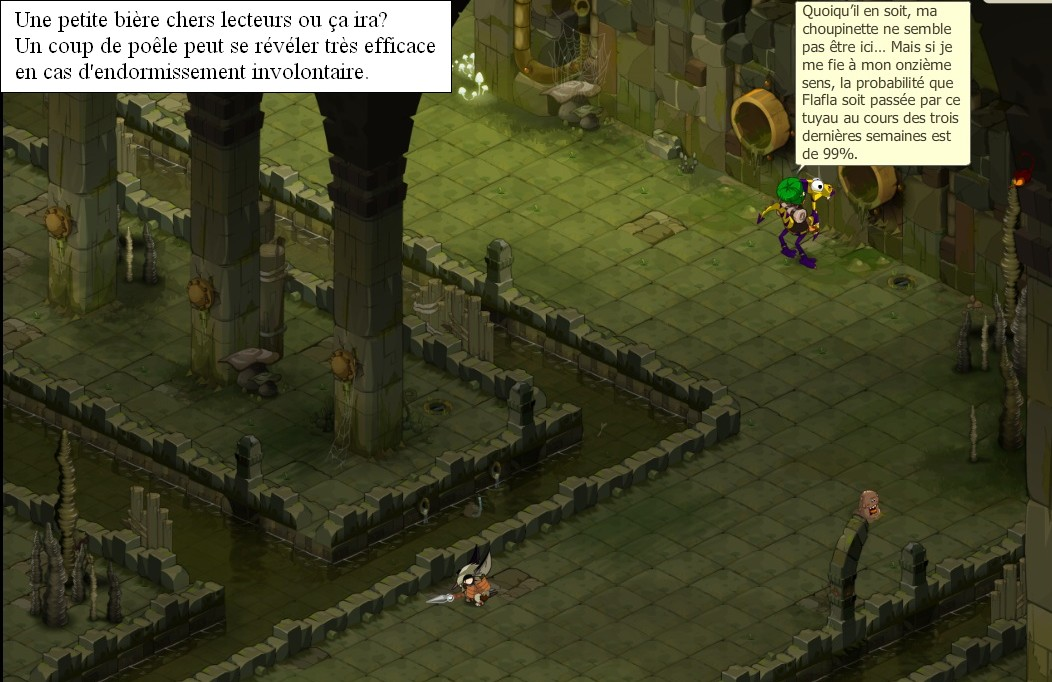 Une petite bière chers lecteurs ou ça ira?
Un coup de poêle peut se révéler très efficace
en cas d'endormissement involontaire.
Quoiqu'il en soit, ma
choupinette ne semble
pas être ici... Mais si je
me fie à mon onzième
sens, la probabilité que
Flafla soit passée par ce
tuyau au cours des trois
dernières semaines est
de 99%.